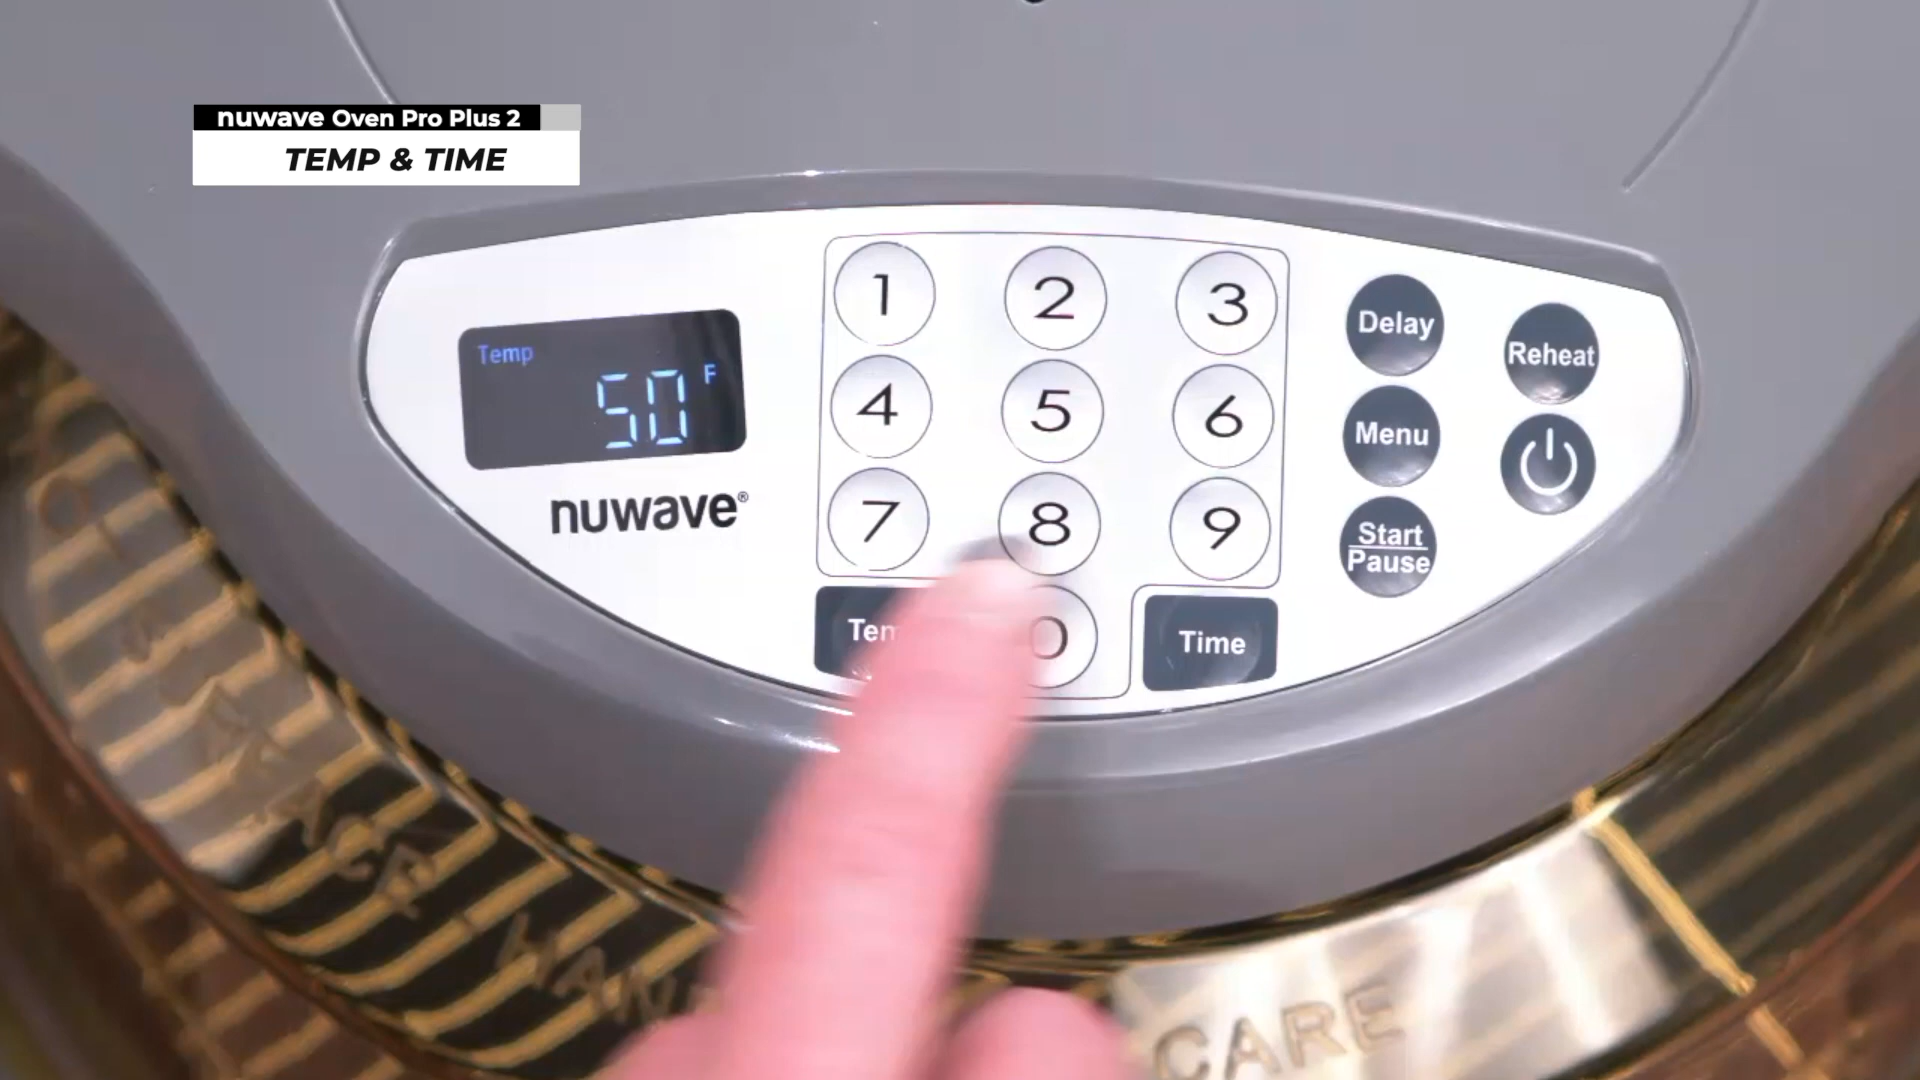 nuwave Oven Pro Plus 2
TEMP & TIME
Temp
50 F
nuwave®
1 2 3
4 5 6
7 8 9
0
Time
Delay
Menu
Start
Pause
Reheat
CARE